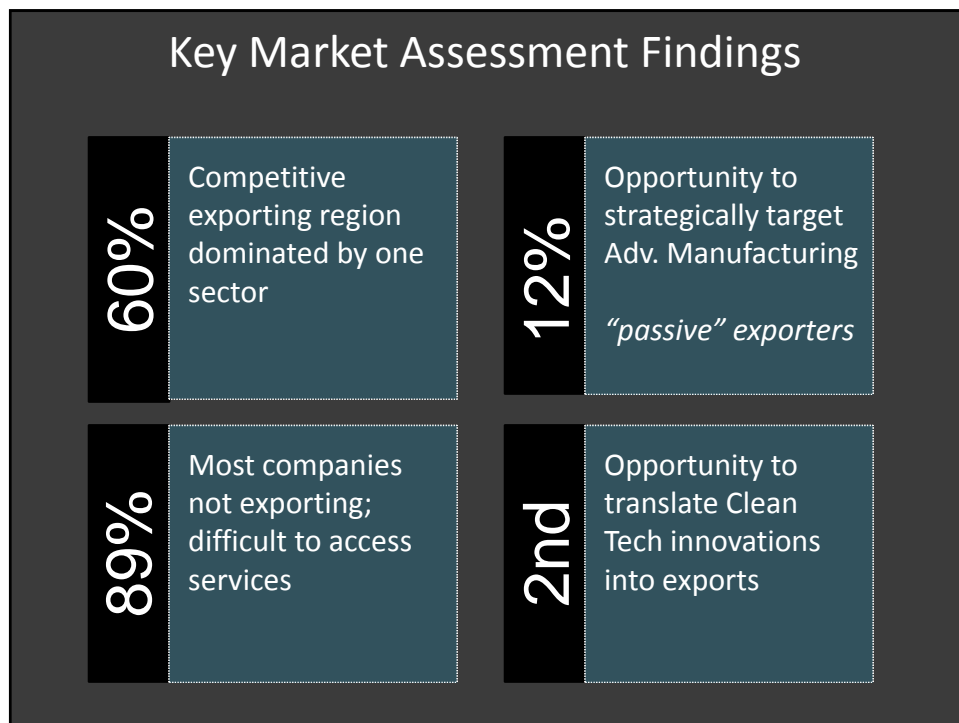 Key Market Assessment Findings
60%
Competitive
exporting region
dominated by one
sector
12%
Opportunity to
strategically target
Adv. Manufacturing
“passive” exporters
89%
Most companies
not exporting;
difficult to access
services
2nd
Opportunity to
translate Clean
Tech innovations
into exports